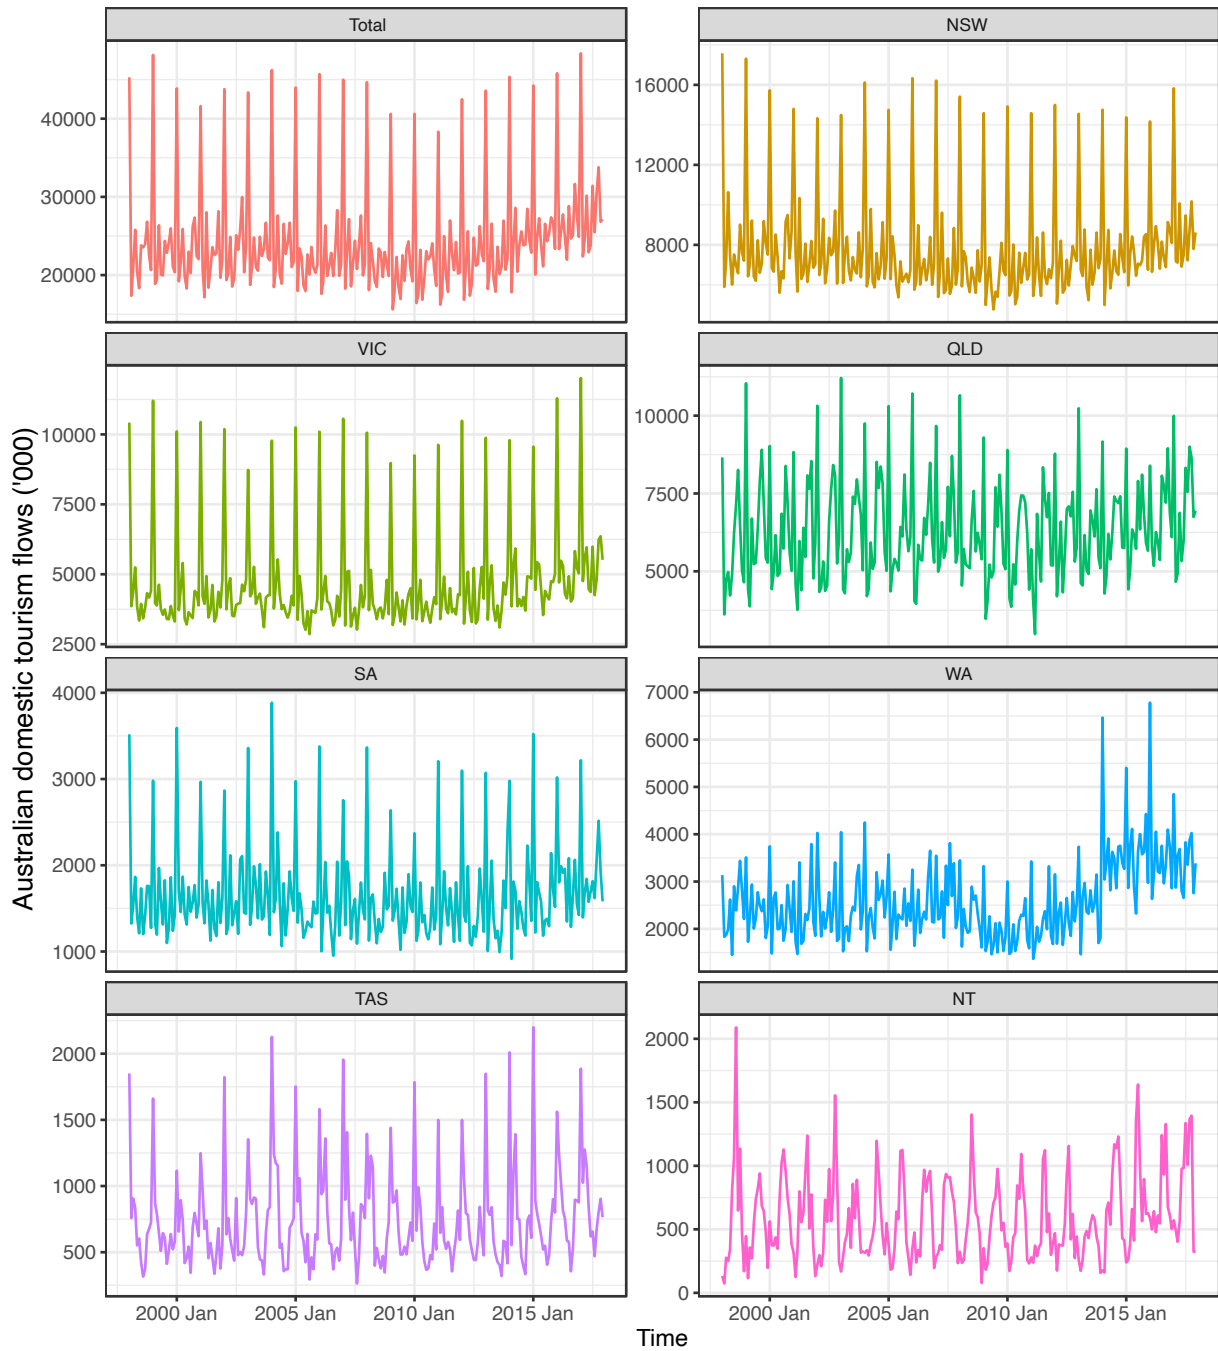 Total
NSW
40000
30000
20000
16000
12000
8000
VIC
QLD
10000
7500
5000
2500
10000
7500
5000
SA
WA
4000
3000
2000
1000
7000
6000
5000
4000
3000
2000
TAS
NT
2000
1500
1000
500
2000
1500
1000
500
0
2000 Jan
2005 Jan
2010 Jan
2015 Jan
2000 Jan
2005 Jan
2010 Jan
2015 Jan
Time
Australian domestic tourism flows ('000)